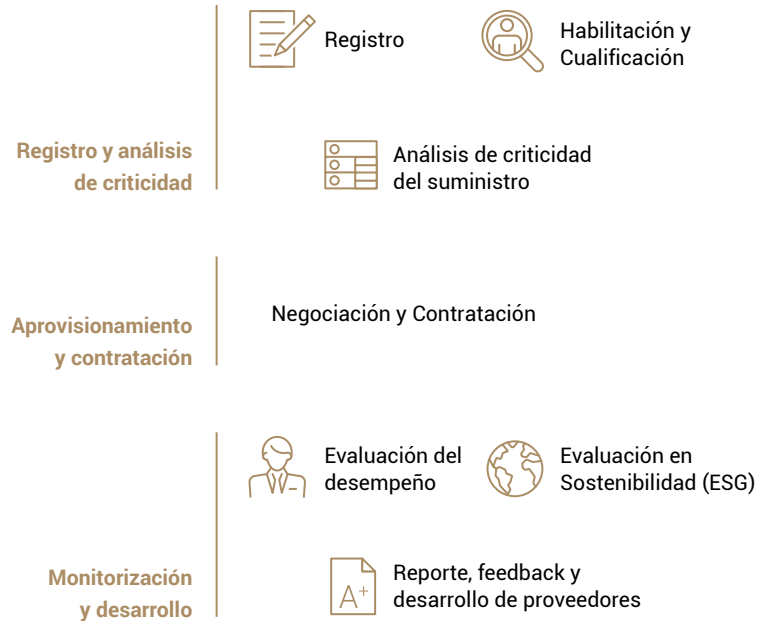 Registro
Habilitación y
Cualificación
Registro y análisis
de criticidad
Análisis de criticidad
del suministro
Aprovisionamiento
y contratación
Negociación y Contratación
Evaluación del
desempeño
Evaluación en
Sostenibilidad (ESG)
Monitorización
y desarrollo
A+
Reporte, feedback y
desarrollo de proveedores